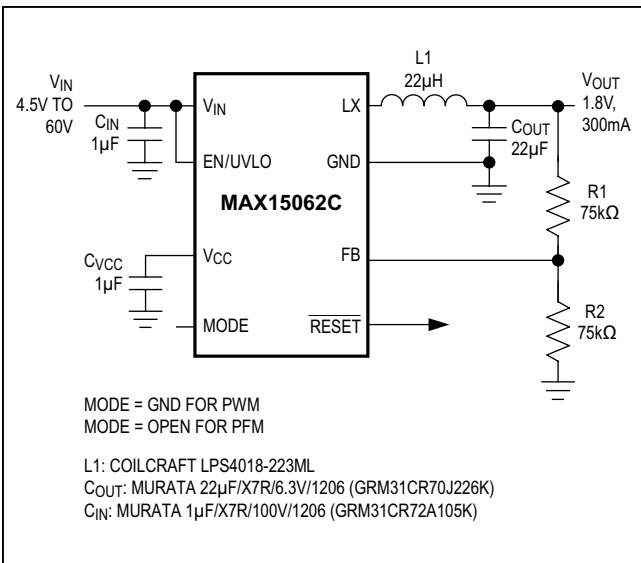 L1
22µH
VIN
4.5V TO
60V
CIN
1µF
VIN
LX
COUT
22µF
VOUT
1.8V,
300mA
EN/UVLO
GND
R1
75kΩ
MAX15062C
CVCC
1µF
VCC
FB
MODE
RESET
R2
75kΩ
MODE = GND FOR PWM
MODE = OPEN FOR PFM
L1: COILCRAFT LPS4018-223ML
COUT: MURATA 22µF/X7R/6.3V/1206 (GRM31CR70J226K)
CIN: MURATA 1µF/X7R/100V/1206 (GRM31CR72A105K)